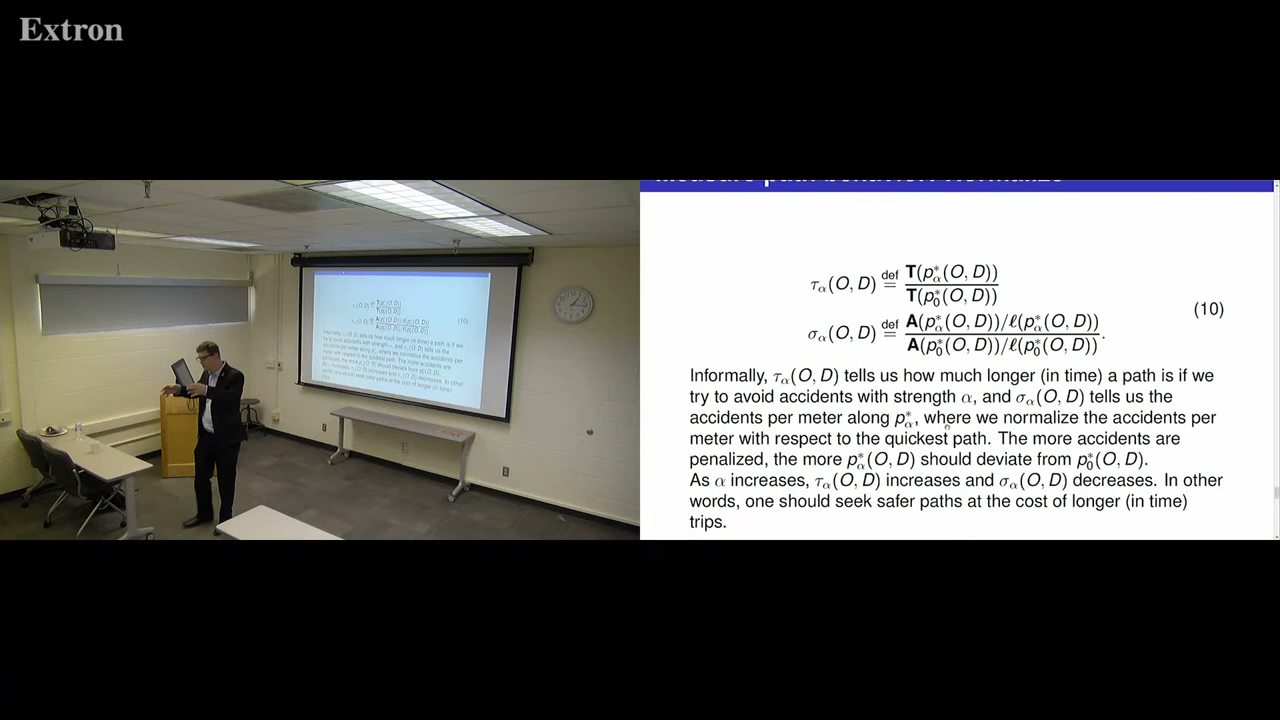 Extron
τα(O, D) def= T(p*α(O, D)) / T(p*0(O, D))
σα(O, D) def= A(p*α(O, D))/ℓ(p*α(O, D)) / A(p*0(O, D))/ℓ(p*0(O, D)).
(10)
Informally, τα(O, D) tells us how much longer (in time) a path is if we
try to avoid accidents with strength α, and σα(O, D) tells us the
accidents per meter along p*α, where we normalize the accidents per
meter with respect to the quickest path. The more accidents are
penalized, the more p*α(O, D) should deviate from p*0(O, D).
As α increases, τα(O, D) increases and σα(O, D) decreases. In other
words, one should seek safer paths at the cost of longer (in time)
trips.